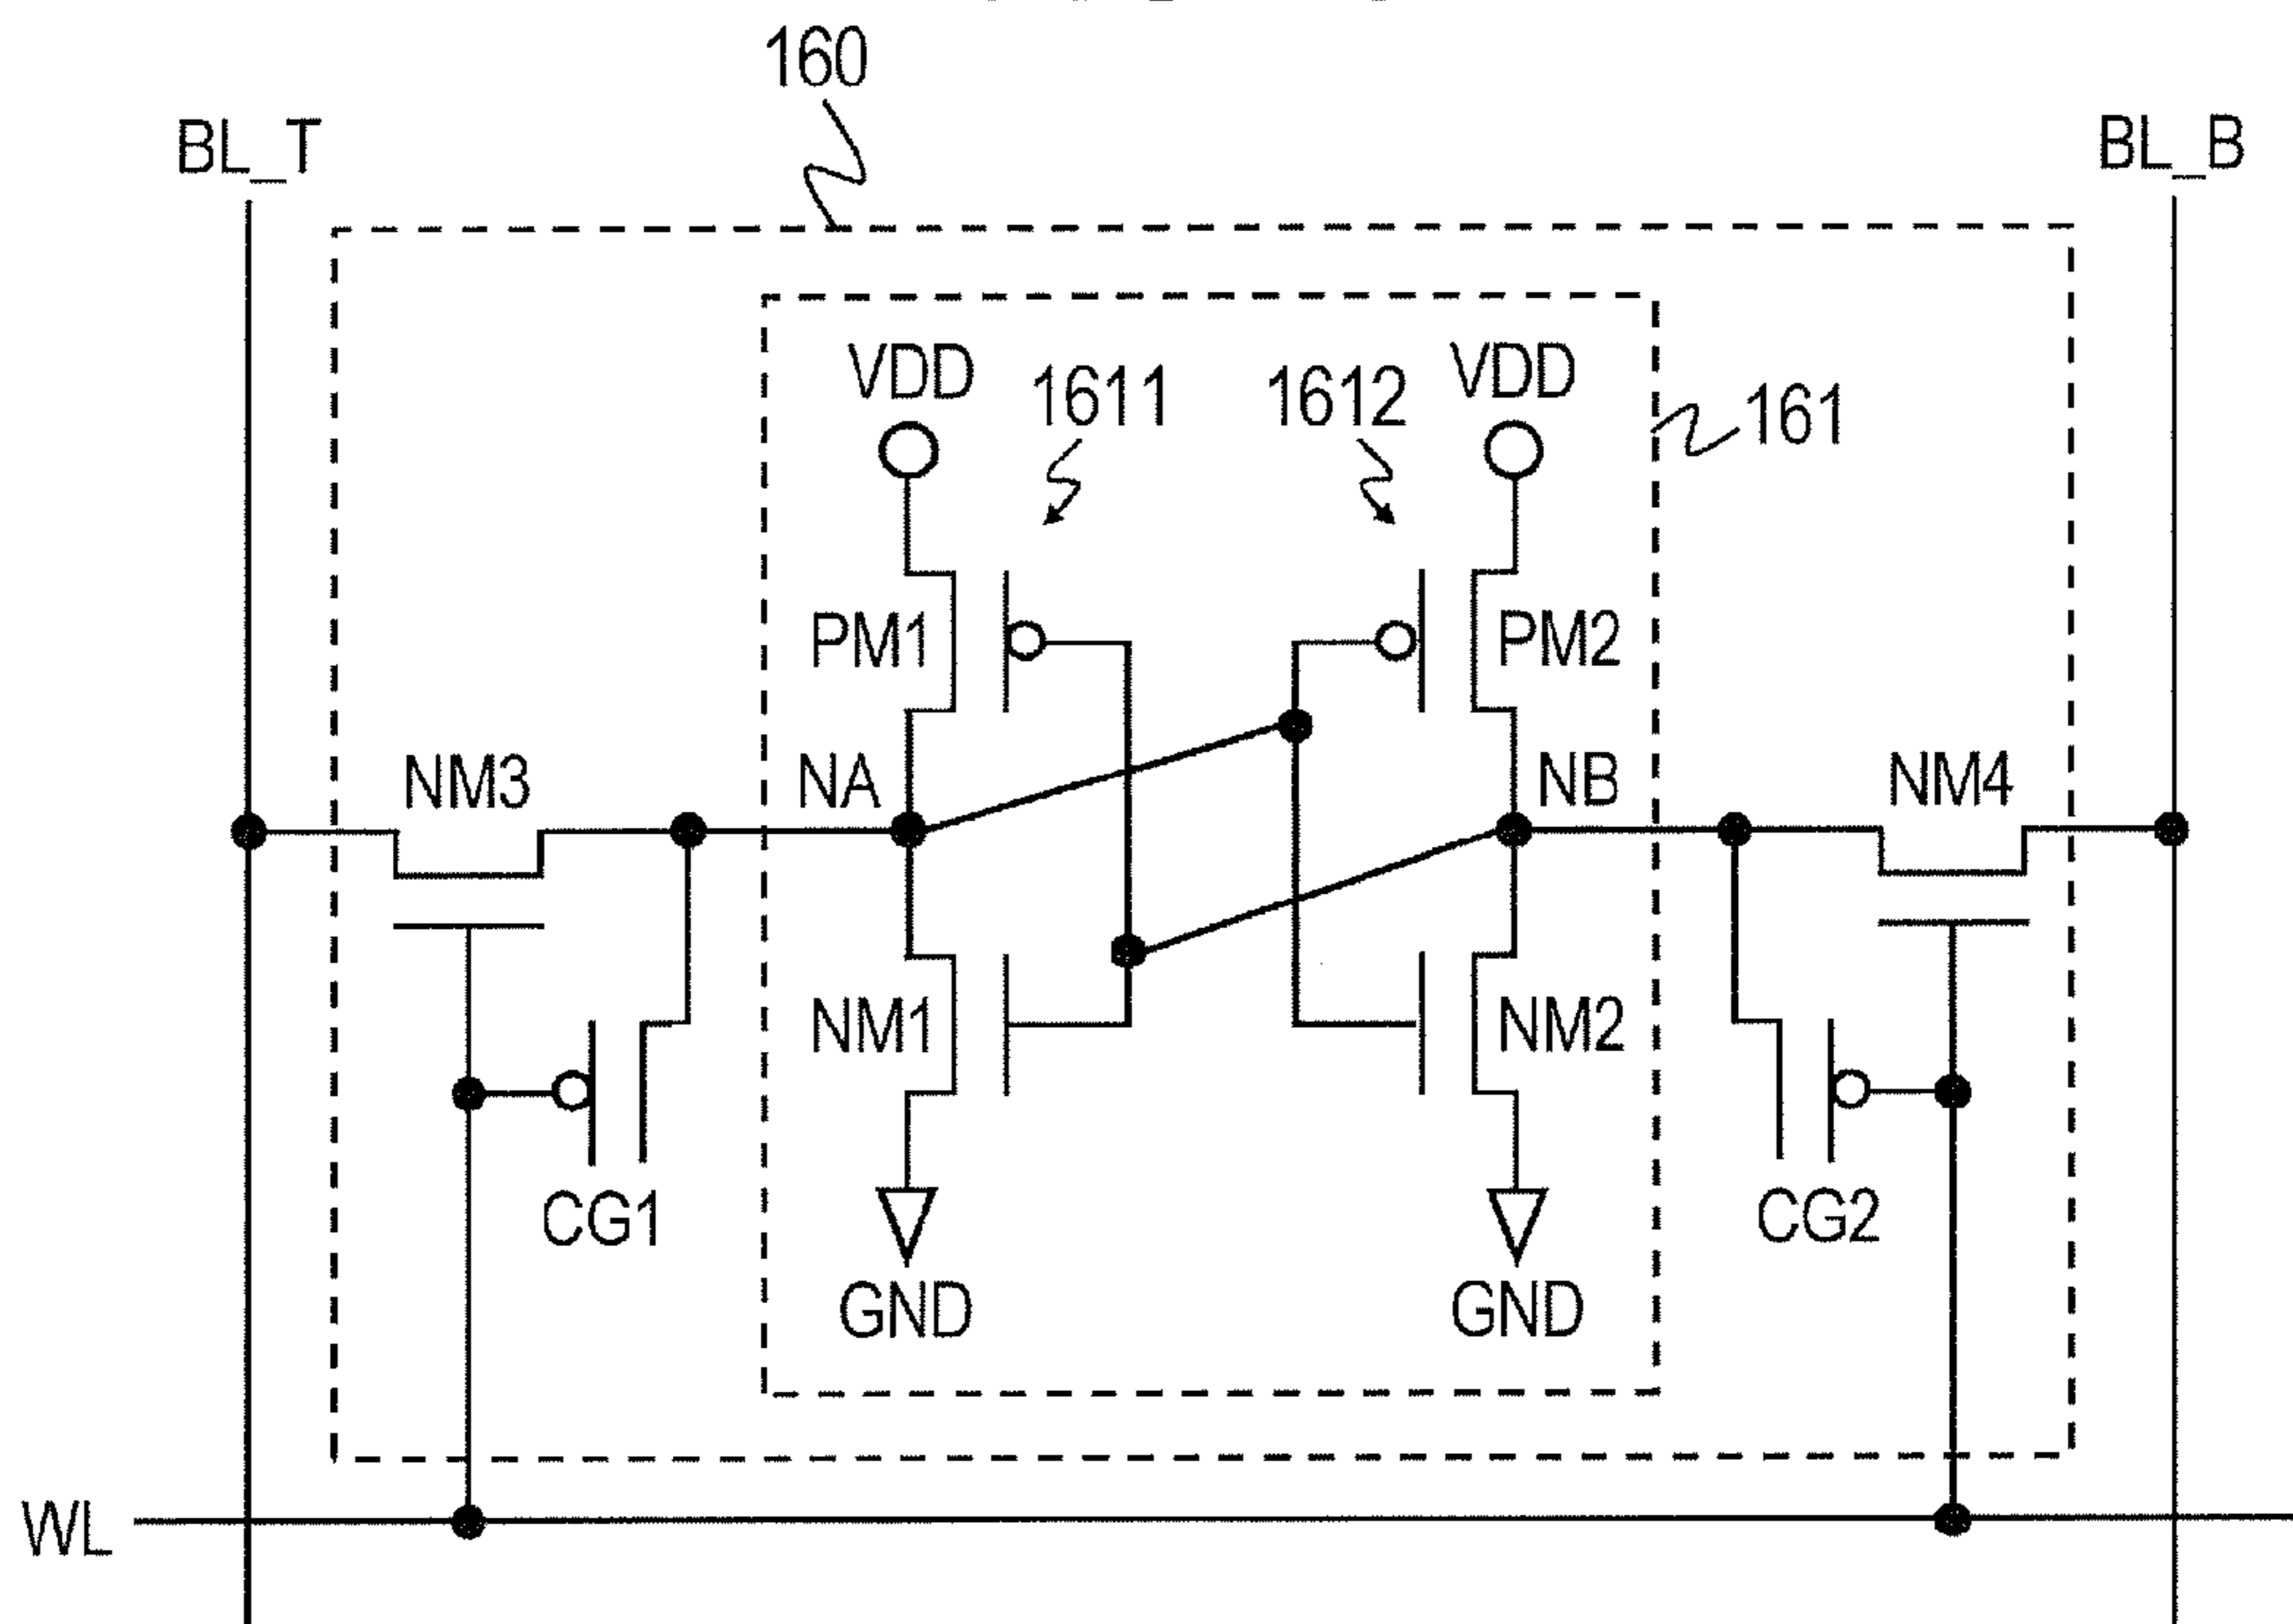 160
BL_T
BL_B
VDD
1611
1612
VDD
161
PM1
PM2
NM3
NA
NB
NM4
NM1
NM2
CG1
CG2
GND
GND
WL